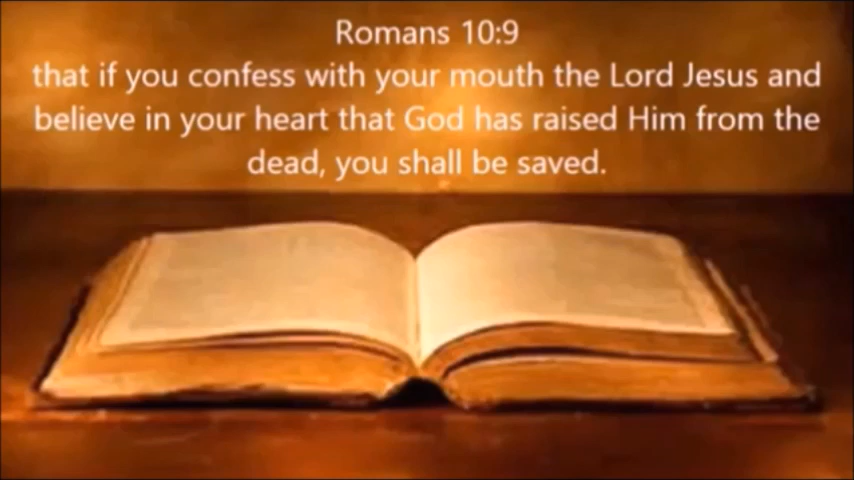 Romans 10:9
that if you confess with your mouth the Lord Jesus and
believe in your heart that God has raised Him from the
dead, you shall be saved.